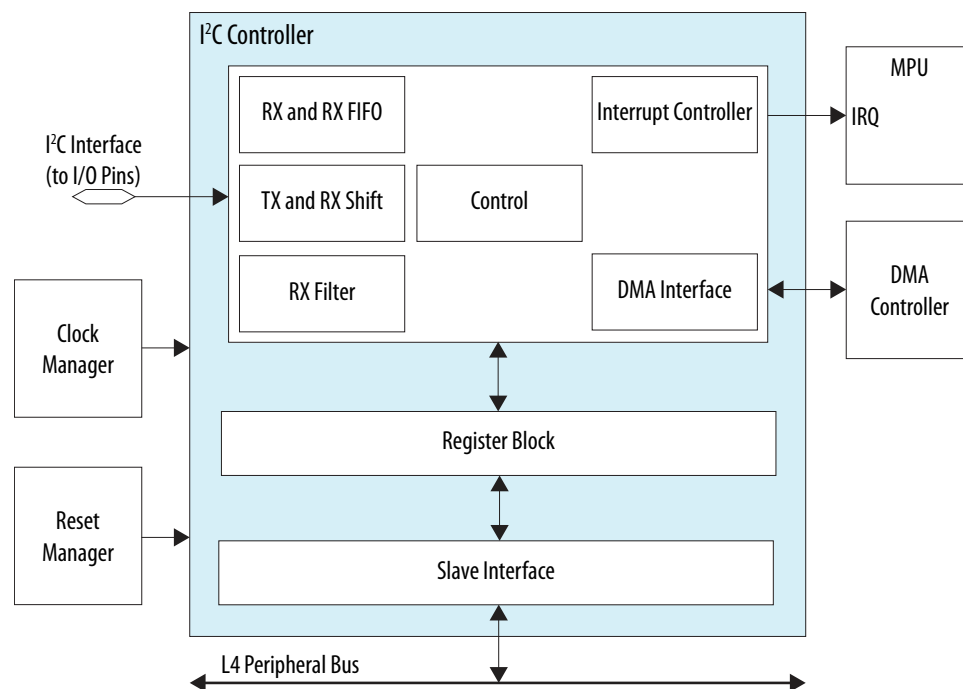 I²C Controller
RX and RX FIFO
Interrupt Controller
MPU
IRQ
I²C Interface
(to I/O Pins)
TX and RX Shift
Control
RX Filter
DMA Interface
DMA
Controller
Clock
Manager
Register Block
Reset
Manager
Slave Interface
L4 Peripheral Bus